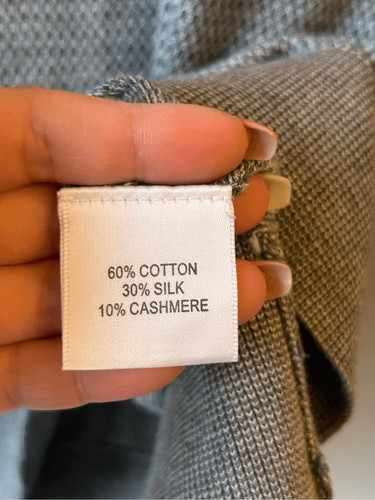 60% COTTON
30% SILK
10% CASHMERE